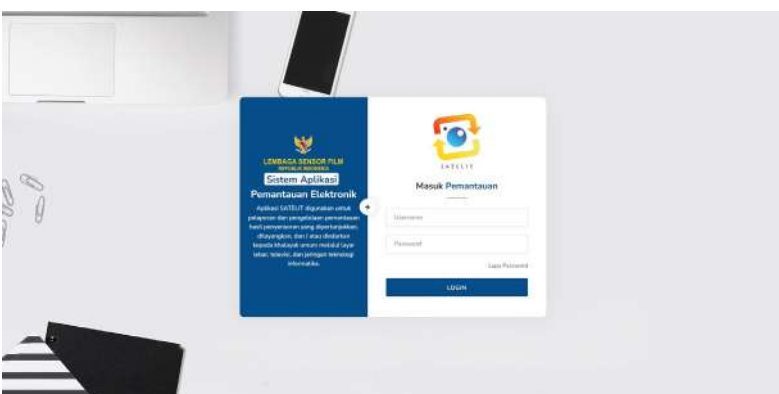 LEMBAGA SENSOR FILM
REPUBLIK INDONESIA
Sistem Aplikasi
Pemantauan Elektronik
Aplikasi SATELIT digunakan untuk
pelaporan dan pengelolaan pemantauan
hasil penyensoran yang dipertunjukkan,
ditayangkan, dan / atau diedarkan
kepada khalayak umum melalui layar
lebar, televisi, dan jaringan teknologi
informatika.
SATELIT
Masuk Pemantauan
Username
Password
Lupa Password
LOGIN